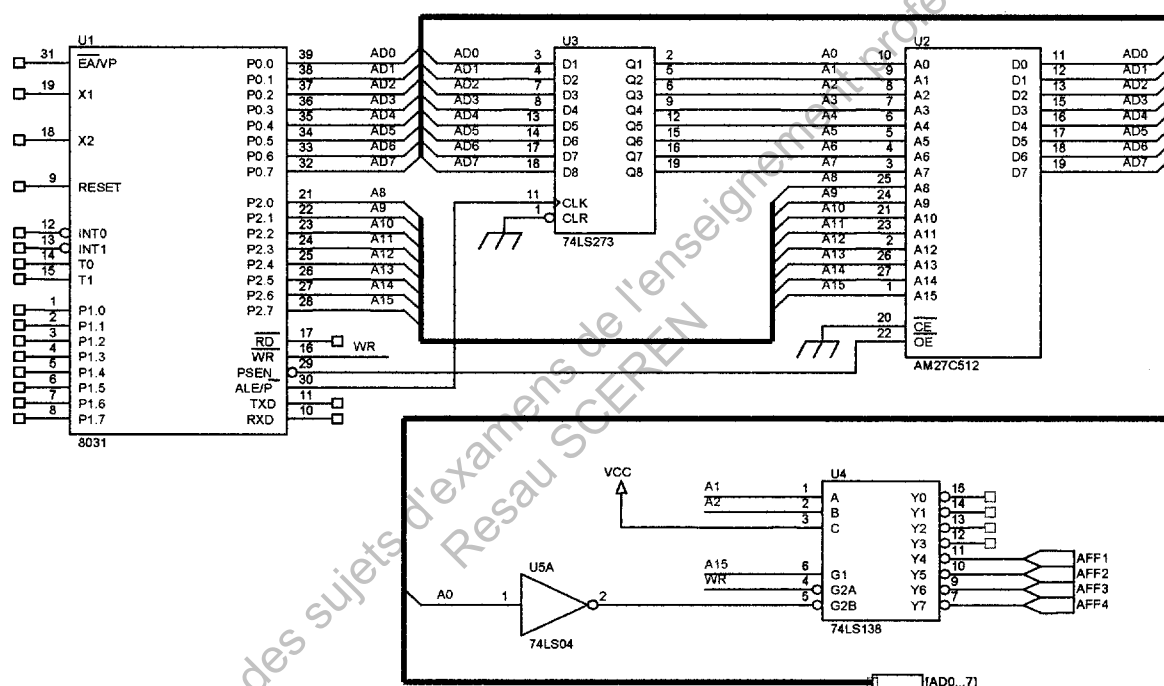 U1
31 EA/VP
19 X1
18 X2
9 RESET
12 INT0
13 INT1
14 T0
15 T1
1 P1.0
2 P1.1
3 P1.2
4 P1.3
5 P1.4
6 P1.5
7 P1.6
8 P1.7
P0.0 39 AD0
P0.1 38 AD1
P0.2 37 AD2
P0.3 36 AD3
P0.4 35 AD4
P0.5 34 AD5
P0.6 33 AD6
P0.7 32 AD7
P2.0 21 A8
P2.1 22 A9
P2.2 23 A10
P2.3 24 A11
P2.4 25 A12
P2.5 26 A13
P2.6 27 A14
P2.7 28 A15
RD 17
WR 16 WR
PSEN 29
ALE/P 30
TXD 11
RXD 10
8031
U3
AD0 3 D1 Q1 2 A0
AD1 4 D2 Q2 5 A1
AD2 7 D3 Q3 6 A2
AD3 8 D4 Q4 9 A3
AD4 13 D5 Q5 12 A4
AD5 14 D6 Q6 15 A5
AD6 17 D7 Q7 16 A6
AD7 18 D8 Q8 19 A7
11 CLK
1 CLR
74LS273
U2
10 A0 D0 11 AD0
9 A1 D1 12 AD1
8 A2 D2 13 AD2
7 A3 D3 15 AD3
6 A4 D4 16 AD4
5 A5 D5 17 AD5
4 A6 D6 18 AD6
3 A7 D7 19 AD7
A8 25 A8
A9 24 A9
A10 21 A10
A11 23 A11
A12 2 A12
A13 26 A13
A14 27 A14
A15 1 A15
20 CE
22 OE
AM27C512
VCC
U4
A1 1 A
A2 2 B
3 C
A15 6 G1
WR 4 G2A
5 G2B
Y0 15
Y1 14
Y2 13
Y3 12
Y4 11 AFF1
Y5 10 AFF2
Y6 9 AFF3
Y7 7 AFF4
74LS138
U5A
A0 1 2
74LS04
[AD0...7]
des sujets d'examens de l'enseignement profe
Resau SCEREN